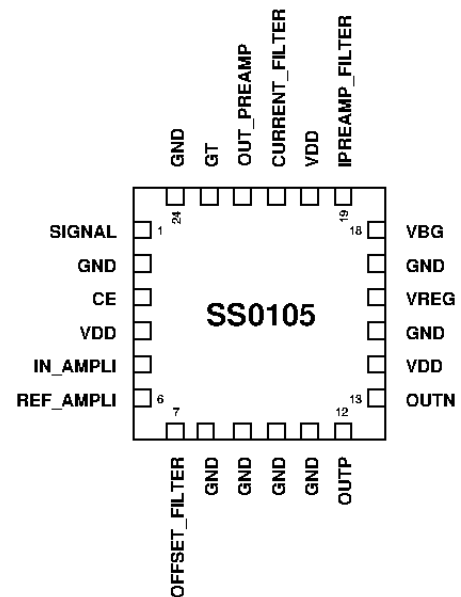 GND
GT
OUT_PREAMP
CURRENT_FILTER
VDD
IPREAMP_FILTER
24
19
SIGNAL
1
18
VBG
GND
GND
CE
VREG
SS0105
VDD
GND
IN_AMPLI
VDD
REF_AMPLI
6
13
OUTN
7
12
OFFSET_FILTER
GND
GND
GND
GND
OUTP